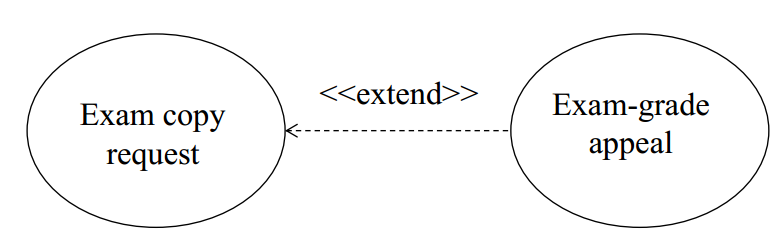 Exam copy
request
<<extend>>
Exam-grade
appeal